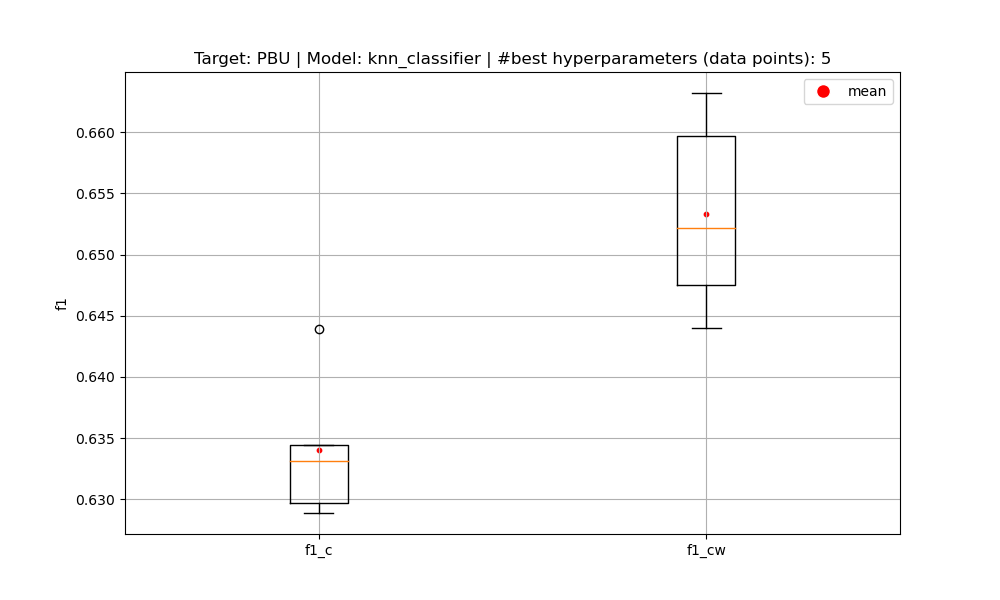 Target: PBU | Model: knn_classifier | #best hyperparameters (data points): 5
mean
0.660
0.655
0.650
0.645
0.640
0.635
0.630
f1
f1_c
f1_cw